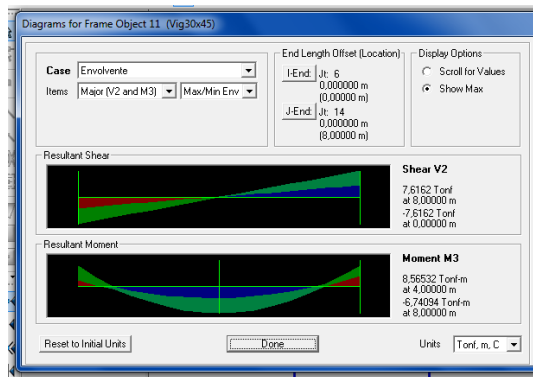 Diagrams for Frame Object 11 (Vig30x45)
Case Envolvente
Items Major (V2 and M3) Max/Min Env
End Length Offset (Location)
I-End: Jt: 6
0,000000 m
(0,00000 m)
J-End: Jt: 14
0,000000 m
(8,00000 m)
Display Options
Scroll for Values
Show Max
Resultant Shear
Shear V2
7,6162 Tonf
at 8,00000 m
-7,6162 Tonf
at 0,00000 m
Resultant Moment
Moment M3
8,56532 Tonf-m
at 4,00000 m
-6,74094 Tonf-m
at 8,00000 m
Reset to Initial Units Done Units Tonf, m, C